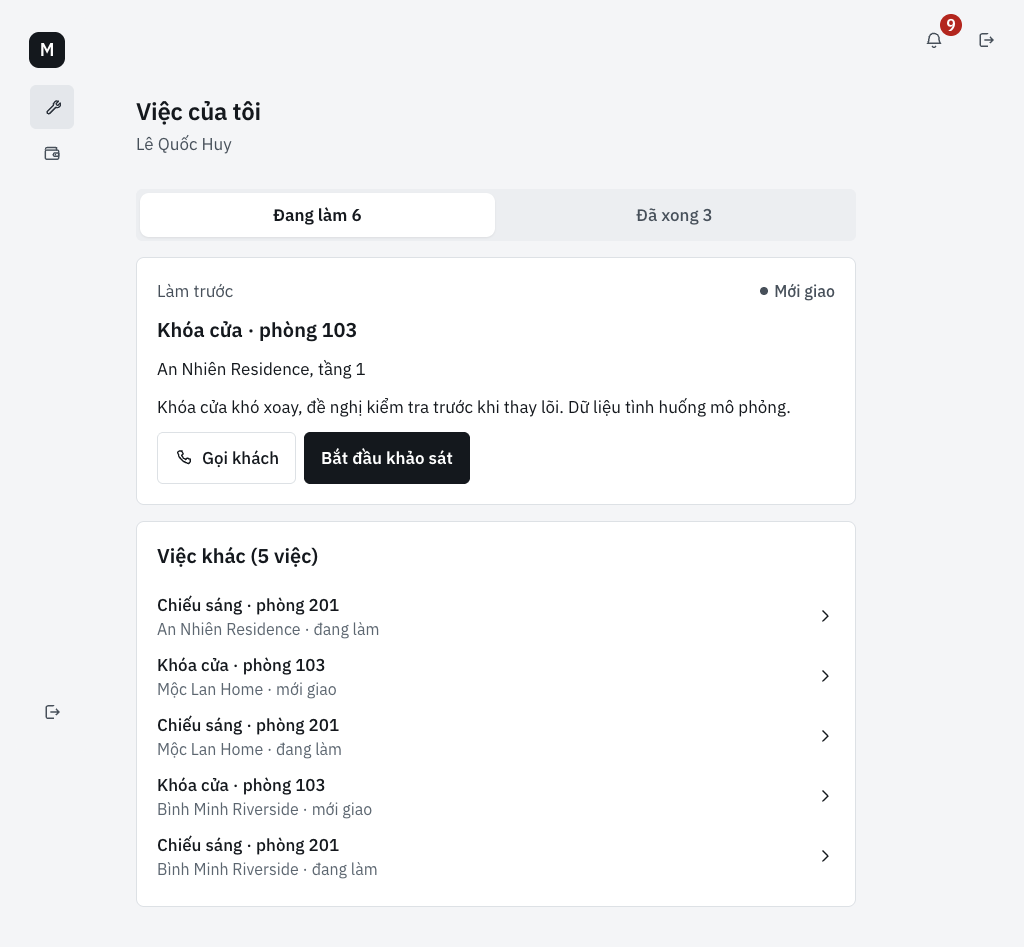 M
9
Việc của tôi
Lê Quốc Huy
Đang làm 6
Đã xong 3
Làm trước
Mới giao
Khóa cửa · phòng 103
An Nhiên Residence, tầng 1
Khóa cửa khó xoay, đề nghị kiểm tra trước khi thay lõi. Dữ liệu tình huống mô phỏng.
Gọi khách
Bắt đầu khảo sát
Việc khác (5 việc)
Chiếu sáng · phòng 201
An Nhiên Residence · đang làm
Khóa cửa · phòng 103
Mộc Lan Home · mới giao
Chiếu sáng · phòng 201
Mộc Lan Home · đang làm
Khóa cửa · phòng 103
Bình Minh Riverside · mới giao
Chiếu sáng · phòng 201
Bình Minh Riverside · đang làm